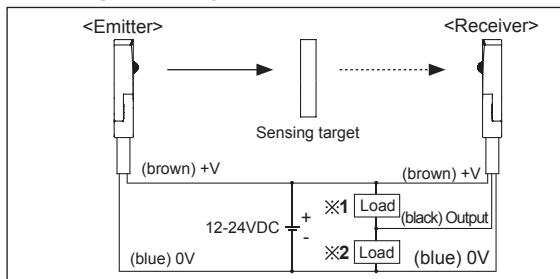 <Emitter>
<Receiver>
Sensing target
(brown) +V
(brown) +V
※1 Load
12-24VDC
+
-
(black) Output
※2 Load
(blue) 0V
(blue) 0V